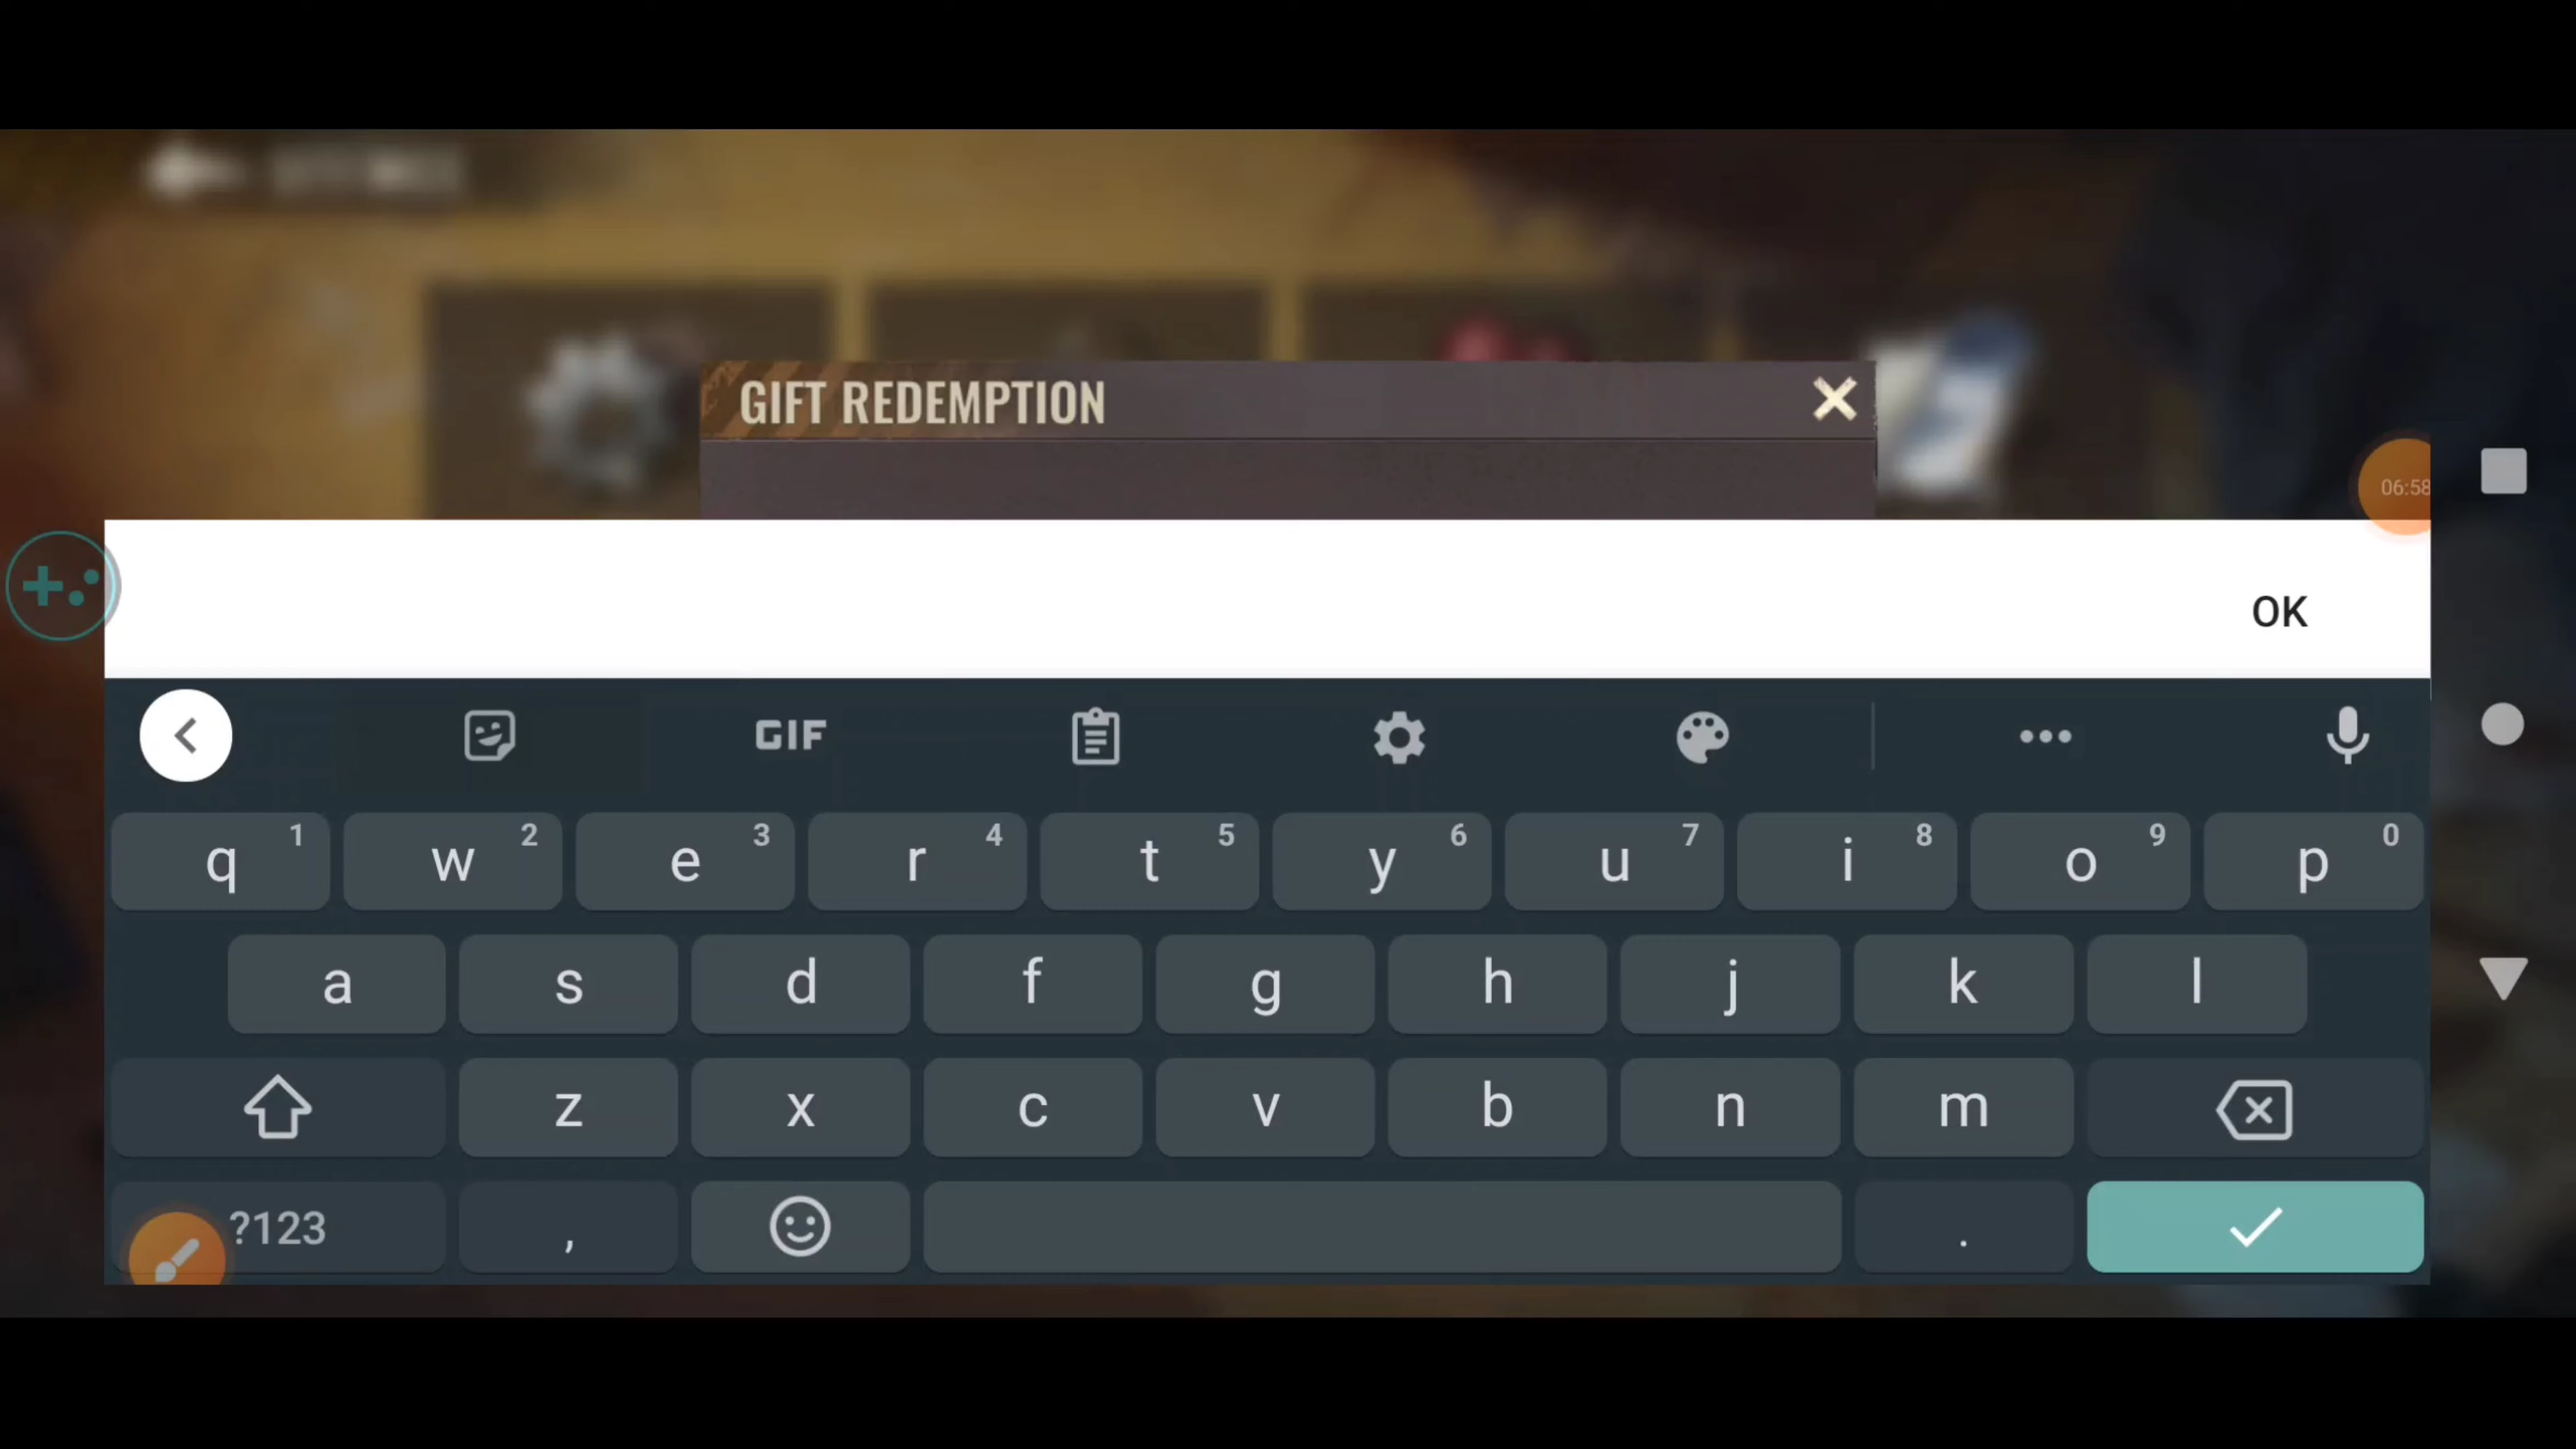 GIFT REDEMPTION
06:58
OK
GIF
q 1 w 2 e 3 r 4 t 5 y 6 u 7 i 8 o 9 p 0
a s d f g h j k l
z x c v b n m
?123 , .